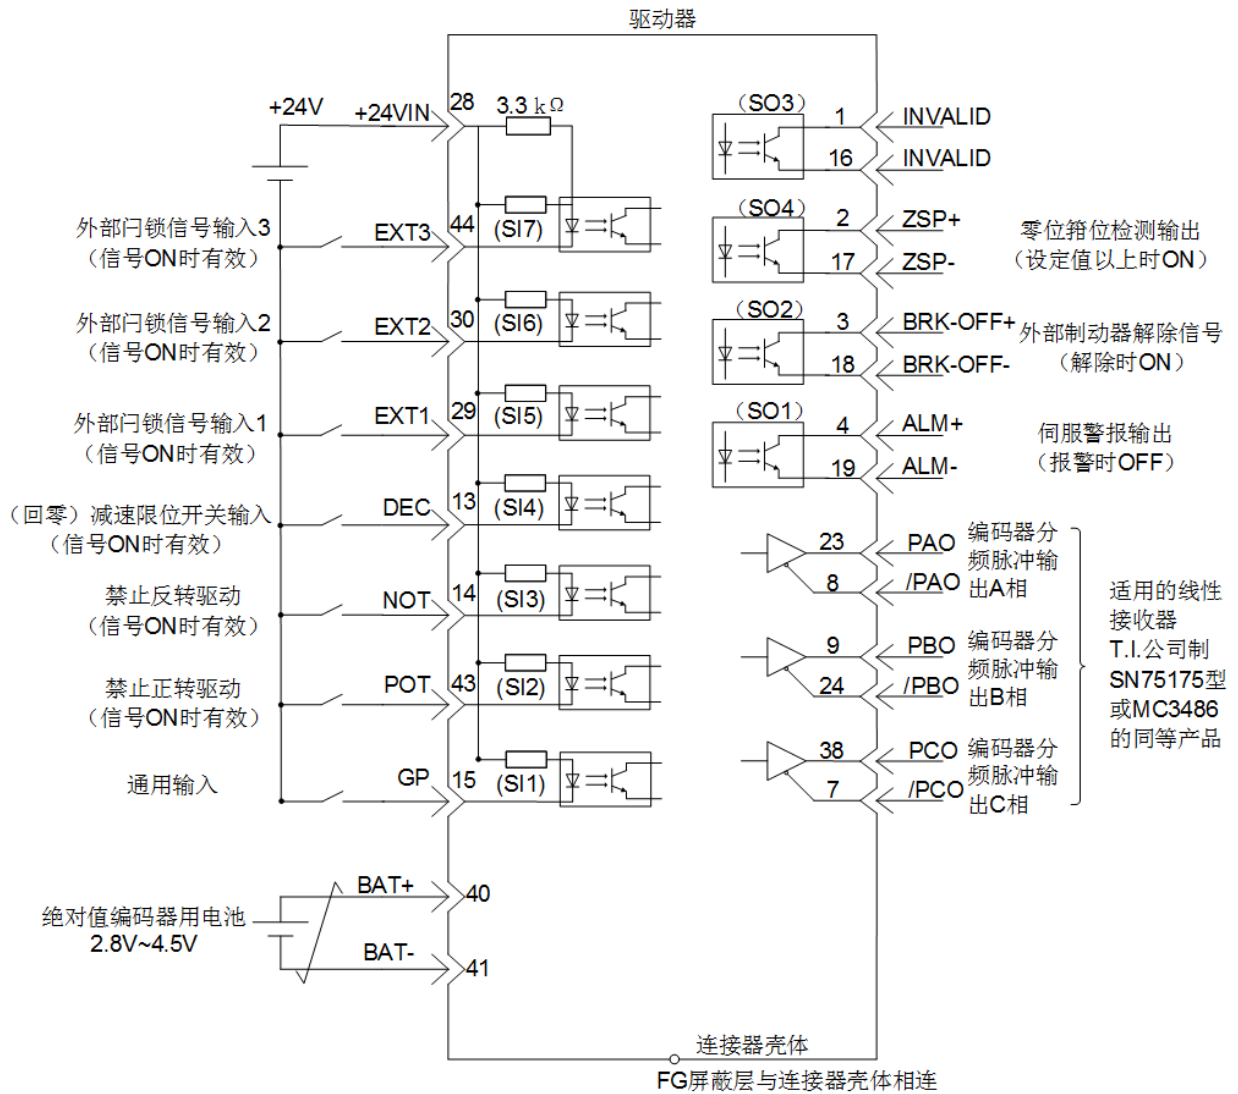 驱动器
+24V
+24VIN
28
3.3 kΩ
外部闩锁信号输入3
（信号ON时有效）
EXT3
44
(SI7)
外部闩锁信号输入2
（信号ON时有效）
EXT2
30
(SI6)
外部闩锁信号输入1
（信号ON时有效）
EXT1
29
(SI5)
（回零）减速限位开关输入
（信号ON时有效）
DEC
13
(SI4)
禁止反转驱动
（信号ON时有效）
NOT
14
(SI3)
禁止正转驱动
（信号ON时有效）
POT
43
(SI2)
通用输入
GP
15
(SI1)
绝对值编码器用电池
2.8V~4.5V
BAT+
40
BAT-
41
（SO3）
1
INVALID
16
INVALID
（SO4）
2
ZSP+
17
ZSP-
零位箝位检测输出
（设定值以上时ON）
（SO2）
3
BRK-OFF+
18
BRK-OFF-
外部制动器解除信号
（解除时ON）
（SO1）
4
ALM+
19
ALM-
伺服警报输出
（报警时OFF）
23
PAO
8
/PAO
编码器分
频脉冲输
出A相
9
PBO
24
/PBO
编码器分
频脉冲输
出B相
38
PCO
7
/PCO
编码器分
频脉冲输
出C相
适用的线性
接收器
T.I.公司制
SN75175型
或MC3486
的同等产品
连接器壳体
FG屏蔽层与连接器壳体相连